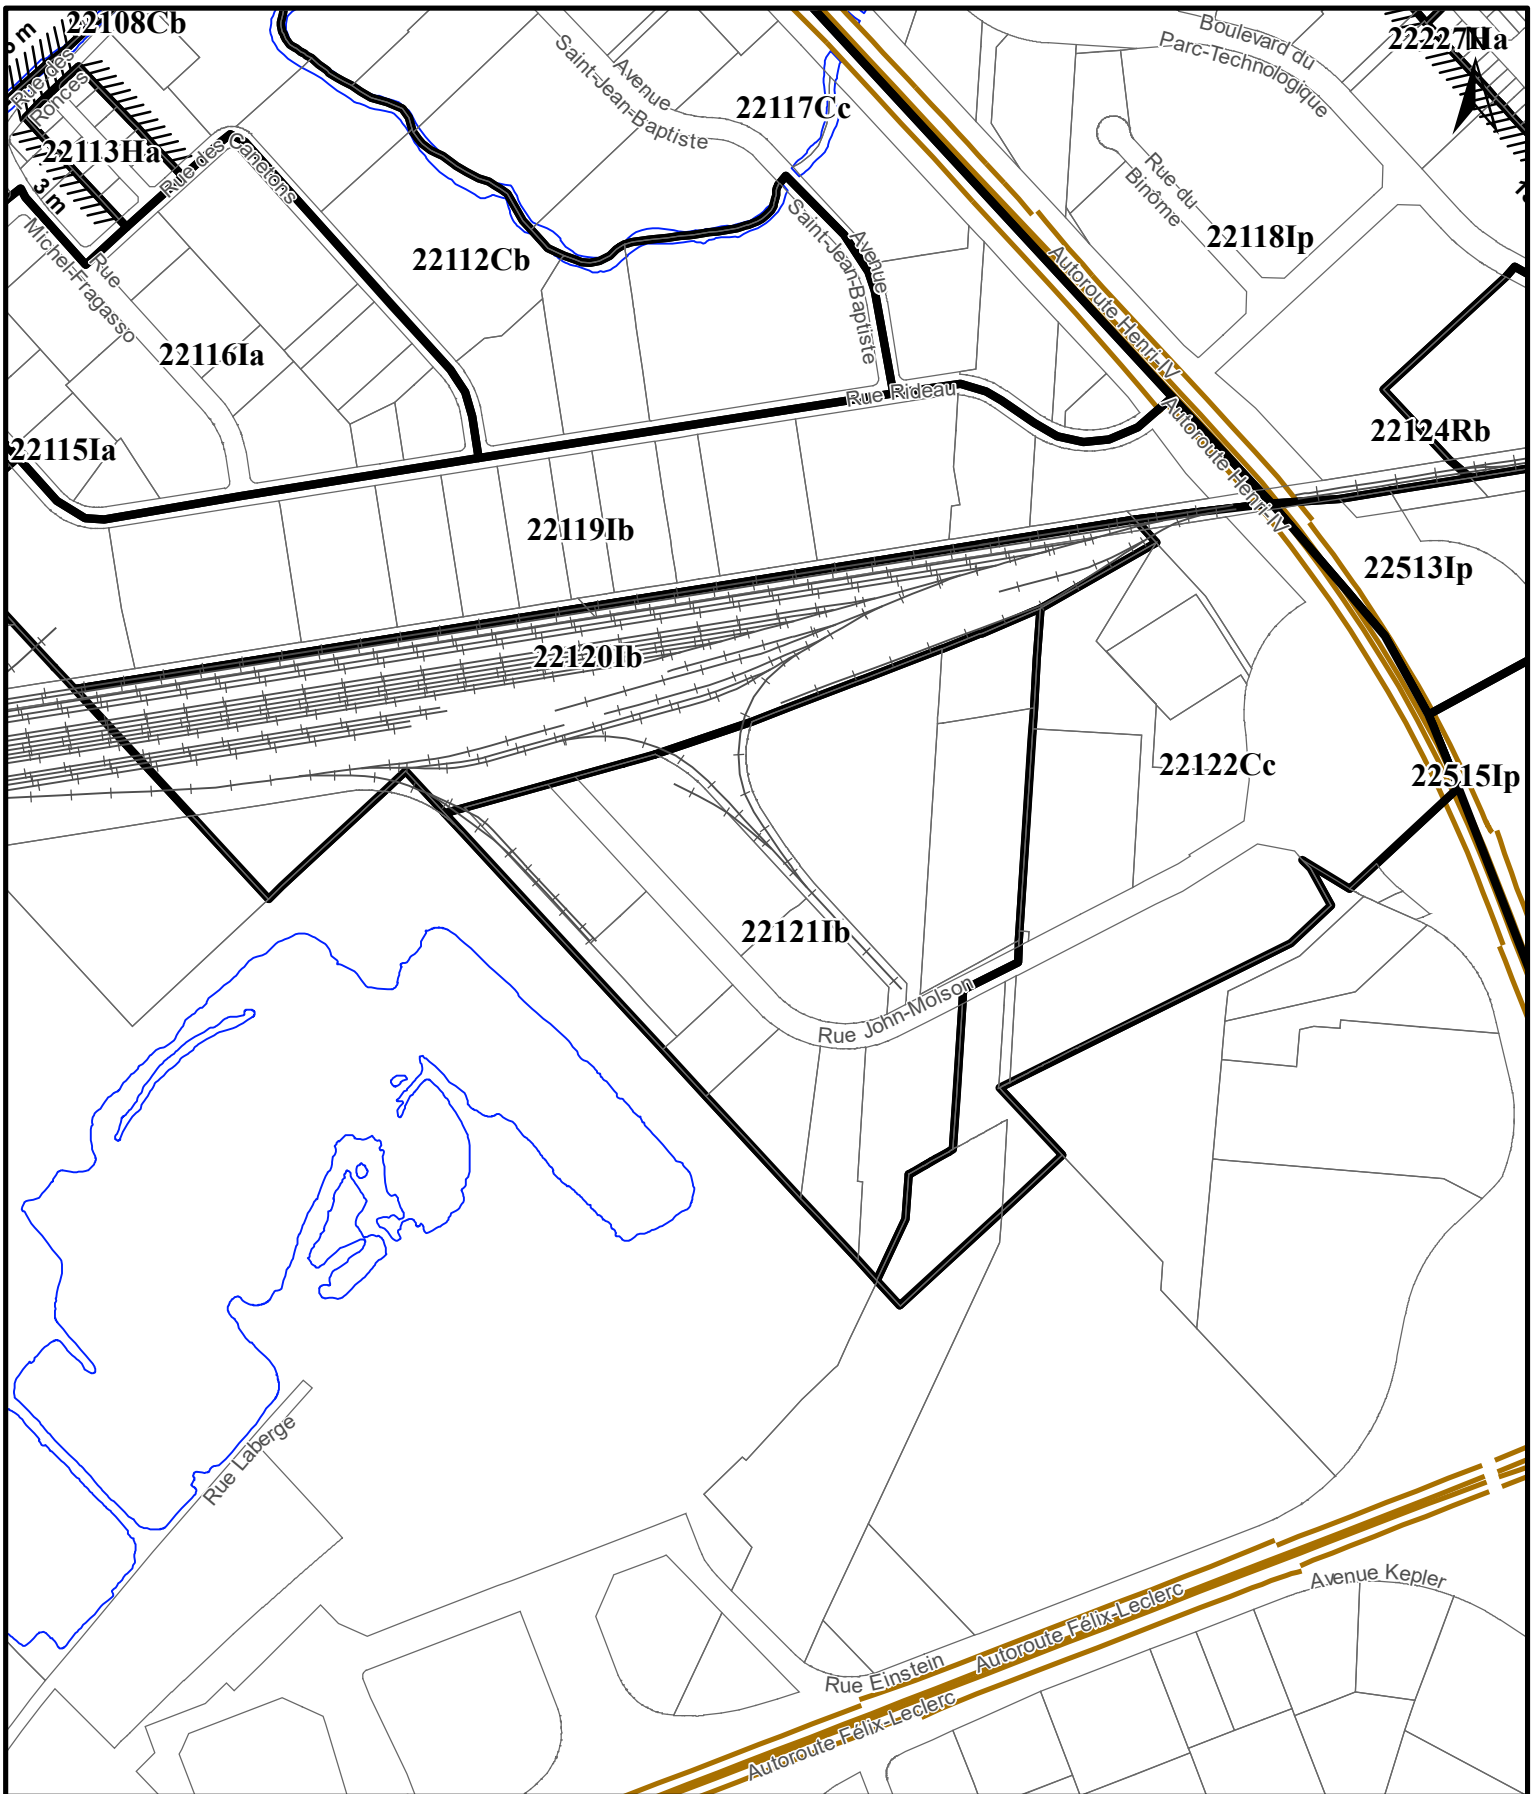 22108Cb
Rue des
Ronces
22113Ha
3 m
Rue des Canetons
Rue
Michel-Fragasso
22116Ia
22115Ia
22112Cb
Avenue
Saint-Jean-Baptiste
22117Cc
Avenue
Saint-Jean-Baptiste
Boulevard du
Parc-Technologique
22227Ha
N
Rue du
Binôme
22118Ip
Autoroute Henri-IV
Autoroute Henri-IV
Rue Rideau
22124Rb
22119Ib
22513Ip
22120Ib
22122Cc
22515Ip
22121Ib
Rue John-Molson
Rue Laberge
Avenue Kepler
Autoroute Félix-Leclerc
Rue Einstein
Autoroute Félix-Leclerc